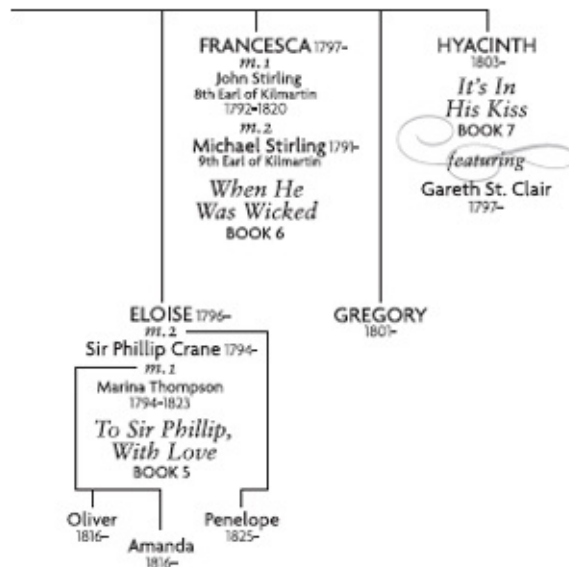 FRANCESCA 1797–
m.1
John Stirling
8th Earl of Kilmartin
1792–1820
m.2
Michael Stirling 1791–
9th Earl of Kilmartin
When He
Was Wicked
BOOK 6
HYACINTH
1803–
It's In
His Kiss
BOOK 7
featuring
Gareth St. Clair
1797–
ELOISE 1796–
m.2
Sir Phillip Crane 1794–
m.1
Marina Thompson
1794–1823
To Sir Phillip,
With Love
BOOK 5
GREGORY
1801–
Oliver
1816–
Amanda
1816–
Penelope
1825–